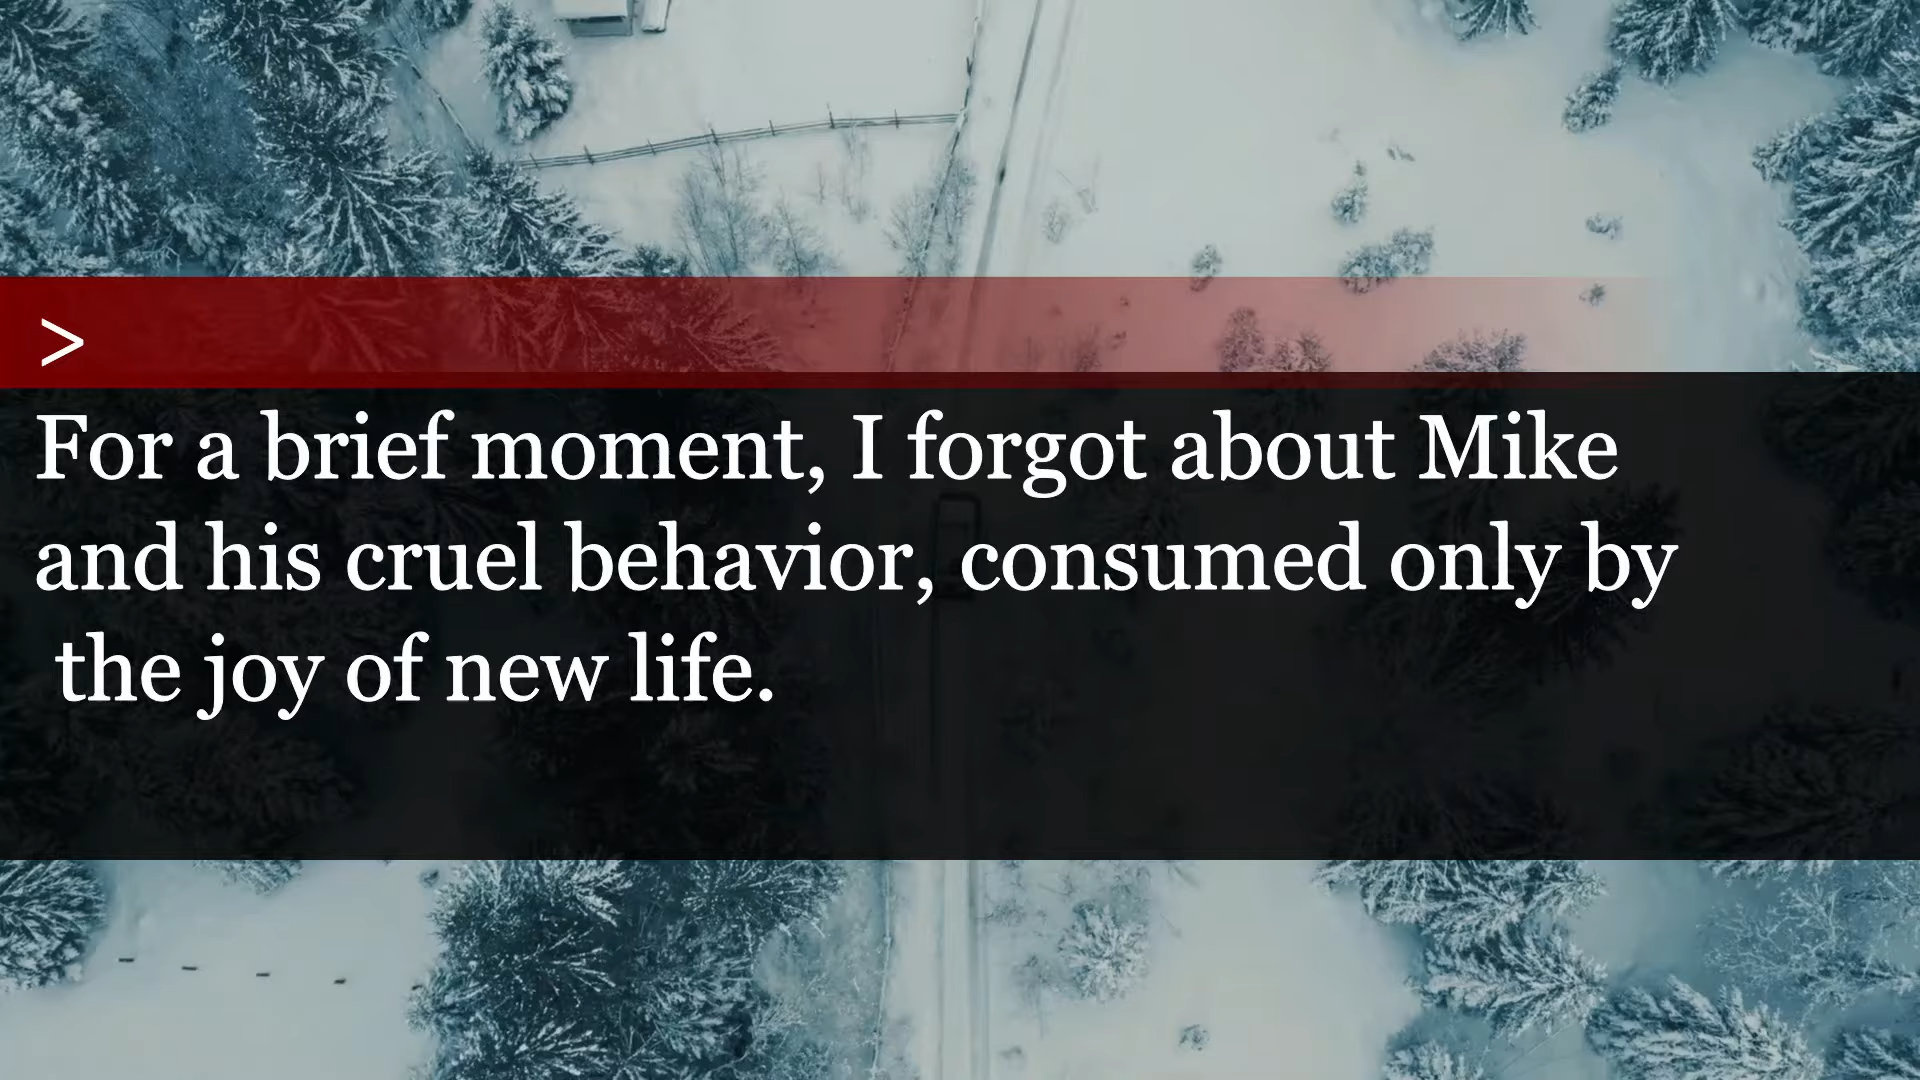 >
For a brief moment, I forgot about Mike
and his cruel behavior, consumed only by
the joy of new life.